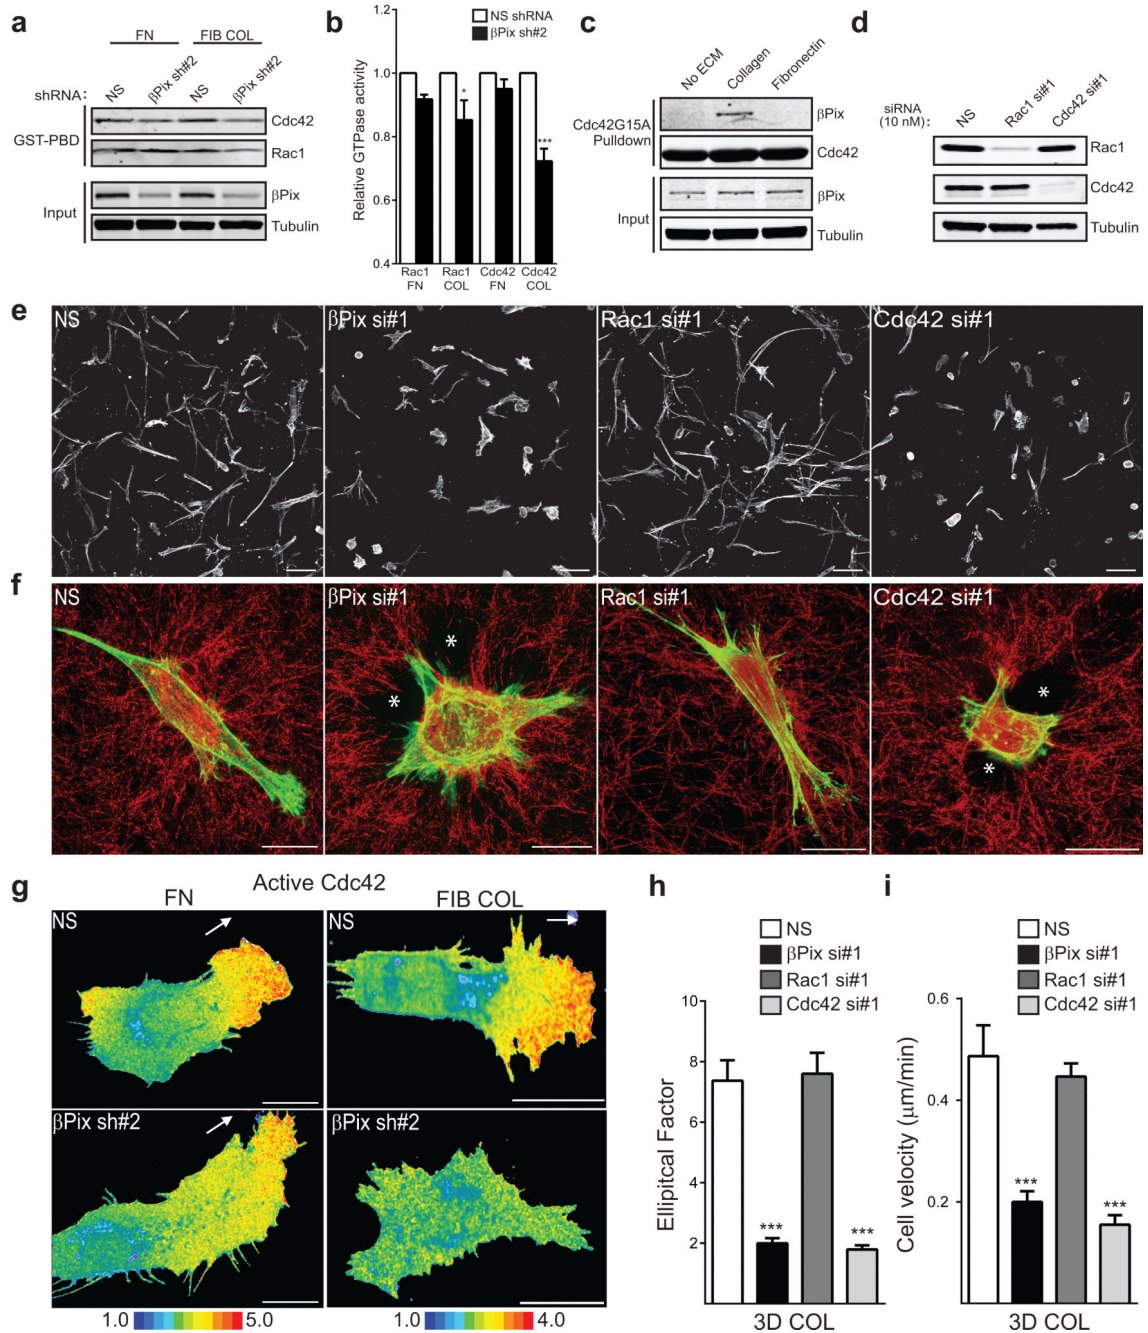 a
FN
FIB COL
shRNA:
NS
βPix sh#2
NS
βPix sh#2
GST-PBD
Cdc42
Rac1
Input
βPix
Tubulin
b
NS shRNA
βPix sh#2
Relative GTPase activity
1.0
1.0
0.8
0.6
0.4
*
***
Rac1 FN
Rac1 COL
Cdc42 FN
Cdc42 COL
c
No ECM
Collagen
Fibronectin
Cdc42G15A
Pulldown
βPix
Cdc42
Input
βPix
Tubulin
d
siRNA
(10 nM):
NS
Rac1 si#1
Cdc42 si#1
Rac1
Cdc42
Tubulin
e
NS
βPix si#1
Rac1 si#1
Cdc42 si#1
f
NS
βPix si#1
*
*
Rac1 si#1
Cdc42 si#1
*
*
g
Active Cdc42
FN
FIB COL
NS
NS
βPix sh#2
βPix sh#2
1.0
5.0
1.0
4.0
h
NS
βPix si#1
Rac1 si#1
Cdc42 si#1
Ellipitcal Factor
10
8
6
4
2
***
***
3D COL
i
NS
βPix si#1
Rac1 si#1
Cdc42 si#1
Cell velocity (μm/min)
0.6
0.4
0.2
***
***
3D COL